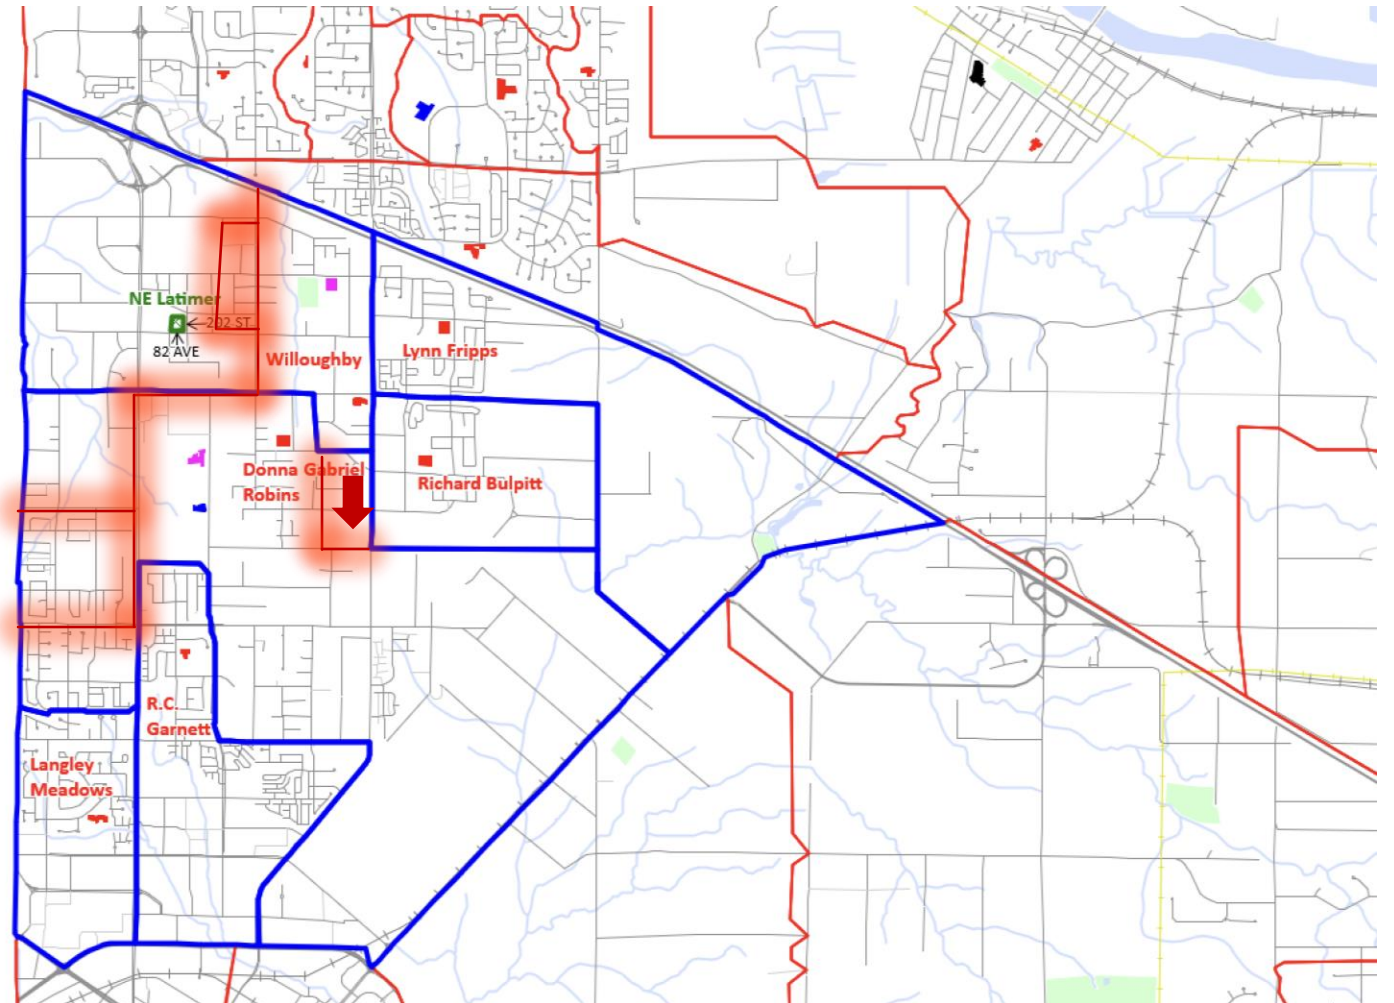 NE Latimer
202 ST
82 AVE
Willoughby
Lynn Fripps
Donna Gabriel
Robins
Richard Bulpitt
R.C.
Garnett
Langley
Meadows